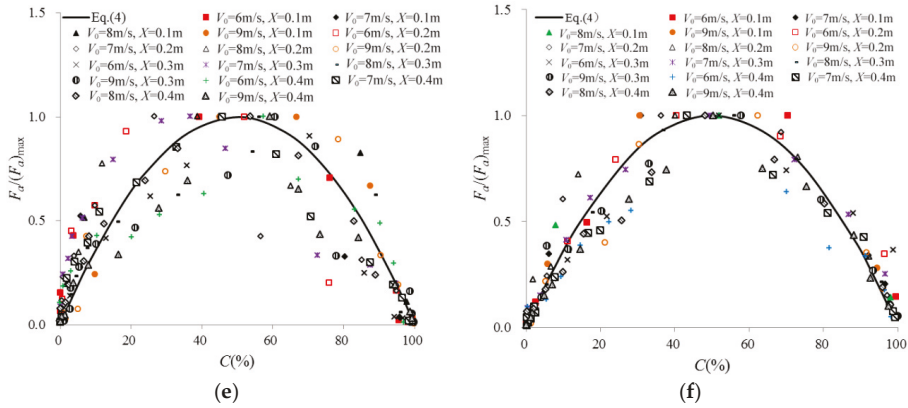 Eq.(4) V₀=6m/s, X=0.1m V₀=7m/s, X=0.1m
V₀=8m/s, X=0.1m V₀=9m/s, X=0.1m V₀=6m/s, X=0.2m
V₀=7m/s, X=0.2m V₀=8m/s, X=0.2m V₀=9m/s, X=0.2m
V₀=6m/s, X=0.3m V₀=7m/s, X=0.3m V₀=8m/s, X=0.3m
V₀=9m/s, X=0.3m V₀=6m/s, X=0.4m V₀=7m/s, X=0.4m
V₀=8m/s, X=0.4m V₀=9m/s, X=0.4m
Fₐ/(Fₐ)max
1.0
0.5
0.0
0 20 40 60 80 100
C(%)
(e)
Eq.(4) V₀=6m/s, X=0.1m V₀=7m/s, X=0.1m
V₀=8m/s, X=0.1m V₀=9m/s, X=0.1m V₀=6m/s, X=0.2m
V₀=7m/s, X=0.2m V₀=8m/s, X=0.2m V₀=9m/s, X=0.2m
V₀=6m/s, X=0.3m V₀=7m/s, X=0.3m V₀=8m/s, X=0.3m
V₀=9m/s, X=0.3m V₀=6m/s, X=0.4m V₀=7m/s, X=0.4m
V₀=8m/s, X=0.4m V₀=9m/s, X=0.4m
Fₐ/(Fₐ)max
1.0
0.5
0.0
0 20 40 60 80 100
C(%)
(f)